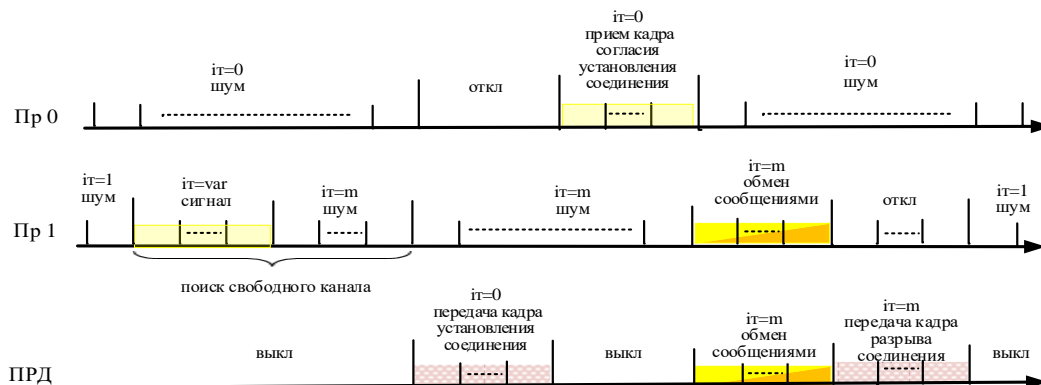 iт=0
шум
откл
iт=0
прием кадра
согласия
установления
соединения
iт=0
шум
Пр 0
iт=1
шум
iт=var
сигнал
iт=m
шум
iт=m
шум
iт=m
обмен
сообщениями
откл
iт=1
шум
Пр 1
поиск свободного канала
выкл
iт=0
передача кадра
установления
соединения
выкл
iт=m
обмен
сообщениями
iт=m
передача кадра
разрыва
соединения
выкл
ПРД